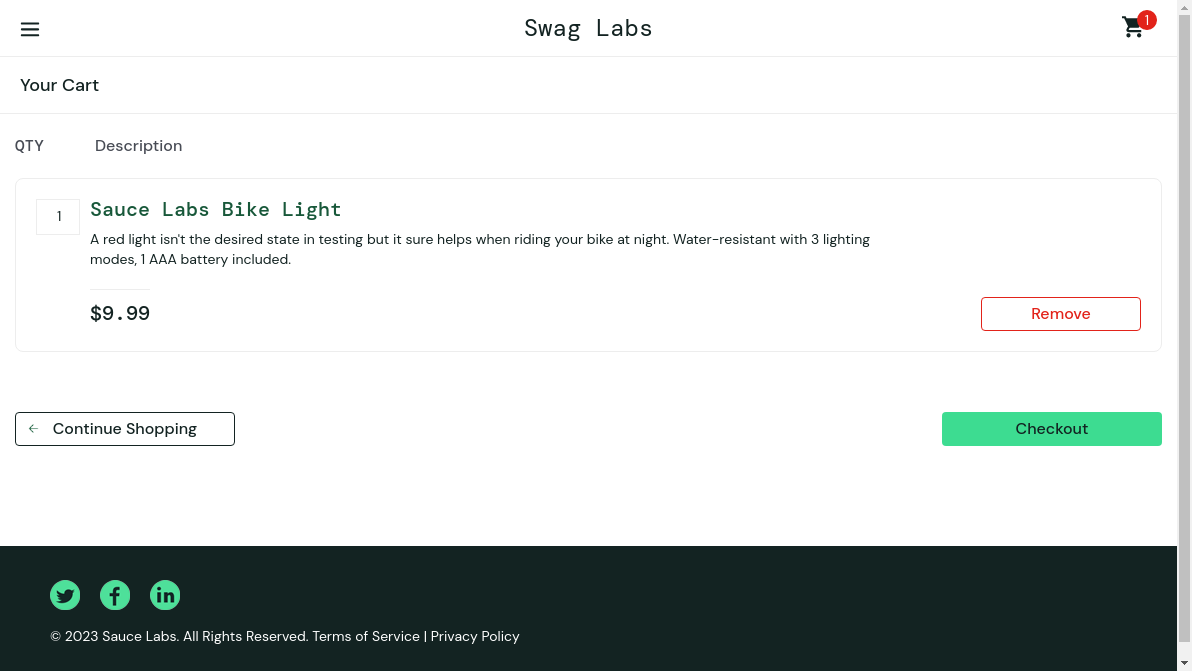 Swag Labs
1
Your Cart
QTY Description
1
Sauce Labs Bike Light
A red light isn't the desired state in testing but it sure helps when riding your bike at night. Water-resistant with 3 lighting
modes, 1 AAA battery included.
$9.99
Remove
Continue Shopping
Checkout
© 2023 Sauce Labs. All Rights Reserved. Terms of Service | Privacy Policy